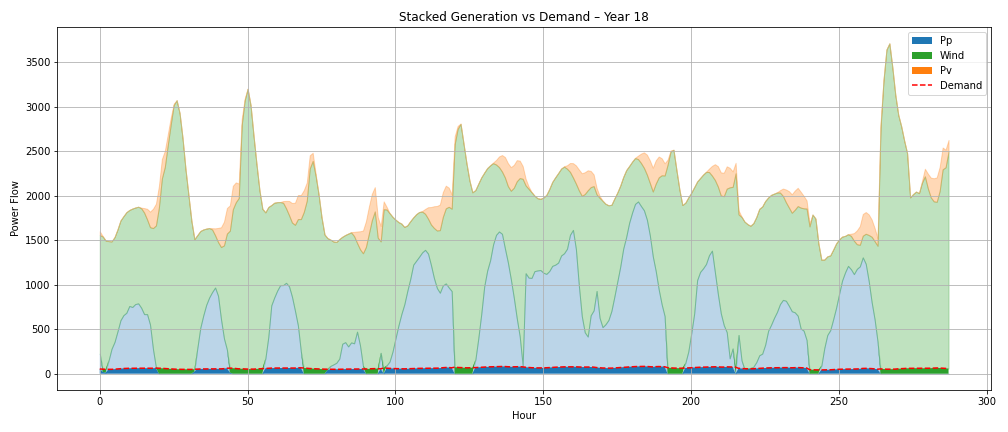 Stacked Generation vs Demand – Year 18
Pp
Wind
Pv
Demand
Power Flow
3500
3000
2500
2000
1500
1000
500
0
0 50 100 150 200 250 300
Hour